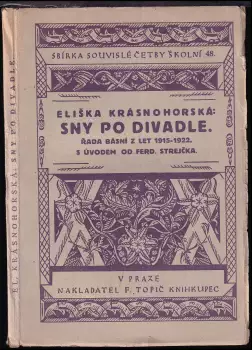 SBÍRKA SOUVISLÉ ČETBY ŠKOLNÍ 48.
ELIŠKA KRÁSNOHORSKÁ:
SNY PO DIVADLE.
ŘADA BÁSNÍ Z LET 1915-1922.
S ÚVODEM OD FERD. STREJČKA.
V PRAZE
NAKLADATEL F. TOPIČ KNIHKUPEC
EL. KRÁSNOHORSKÁ, SNY PO DIVADLE